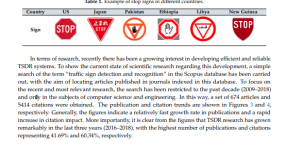 Table 1. Example of stop signs in different countries.
Country US Japan Pakistan Ethiopia Libya New Guinea
Sign STOP STOP
In terms of research, recently there has been a growing interest in developing efficient and reliable
TSDR systems. To show the current state of scientific research regarding this development, a simple
search of the term "traffic sign detection and recognition" in the Scopus database has been carried
out, with the aim of locating articles published in journals indexed in this database. To focus on
the recent and most relevant research, the search has been restricted to the past decade (2009–2018)
and only in the subjects of computer science and engineering. In this way, a set of 674 articles and
5414 citations were obtained. The publication and citation trends are shown in Figures 3 and 4,
respectively. Generally, the figures indicate a relatively fast growth rate in publications and a rapid
increase in citation impact. More importantly, it is clear from the figures that TSDR research has grown
remarkably in the last three years (2016–2018), with the highest number of publications and citations
representing 41.69% and 60.34%, respectively.